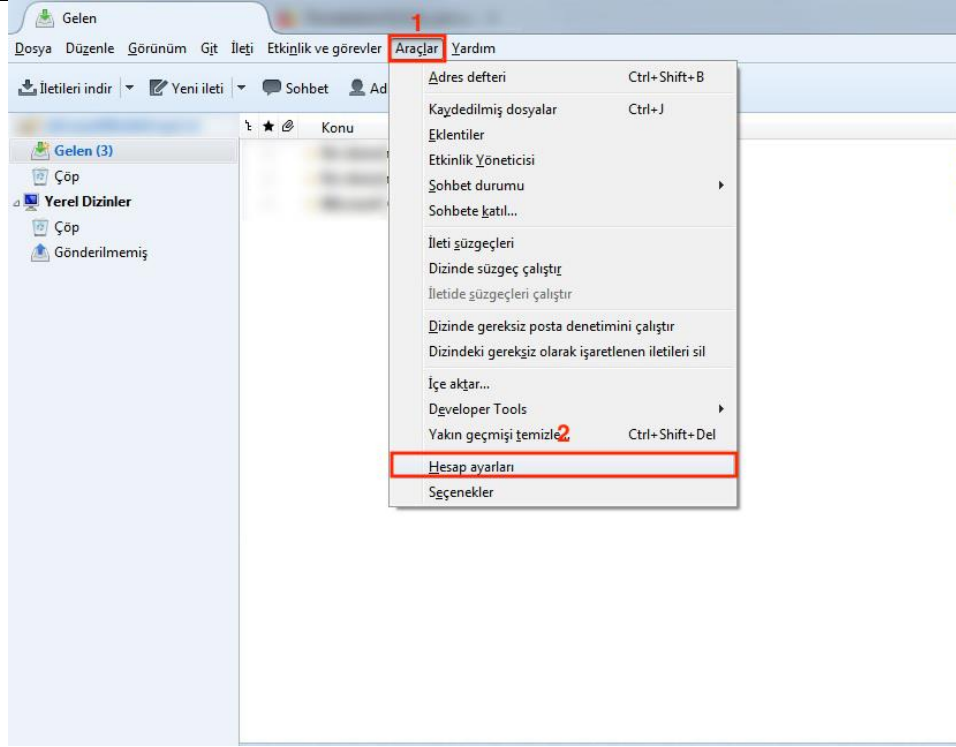 Gelen
1
Dosya Düzenle Görünüm Git İleti Etkinlik ve görevler Araçlar Yardım
İletileri indir Yeni ileti Sohbet Ad
Konu
Gelen (3)
Çöp
Yerel Dizinler
Çöp
Gönderilmemiş
Adres defteri Ctrl+Shift+B
Kaydedilmiş dosyalar Ctrl+J
Eklentiler
Etkinlik Yöneticisi
Sohbet durumu
Sohbete katıl...
İleti süzgeçleri
Dizinde süzgeç çalıştır
İletide süzgeçleri çalıştır
Dizinde gereksiz posta denetimini çalıştır
Dizindeki gereksiz olarak işaretlenen iletileri sil
İçe aktar...
Developer Tools
Yakın geçmişi temizle... Ctrl+Shift+Del
2
Hesap ayarları
Seçenekler